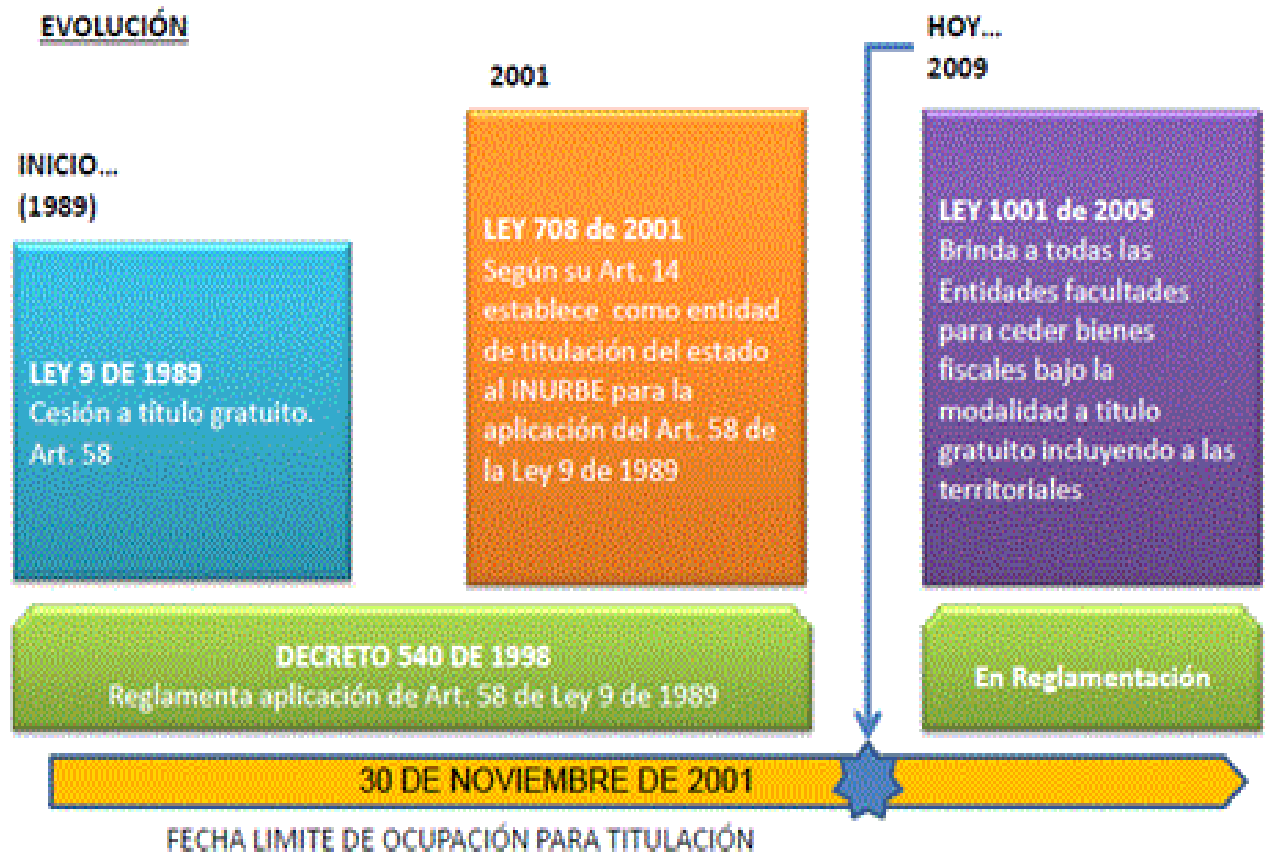 EVOLUCIÓN
INICIO...
(1989)
LEY 9 DE 1989
Cesión a título gratuito.
Art. 58
2001
LEY 708 de 2001
Según su Art. 14
establece como entidad
de titulación del estado
al INURBE para la
aplicación del Art. 58 de
la Ley 9 de 1989
HOY...
2009
LEY 1001 de 2005
Brinda a todas las
Entidades facultades
para ceder bienes
fiscales bajo la
modalidad a titulo
gratuito incluyendo a las
territoriales
DECRETO 540 DE 1998
Reglamenta aplicación de Art. 58 de Ley 9 de 1989
En Reglamentación
30 DE NOVIEMBRE DE 2001
FECHA LIMITE DE OCUPACIÓN PARA TITULACIÓN